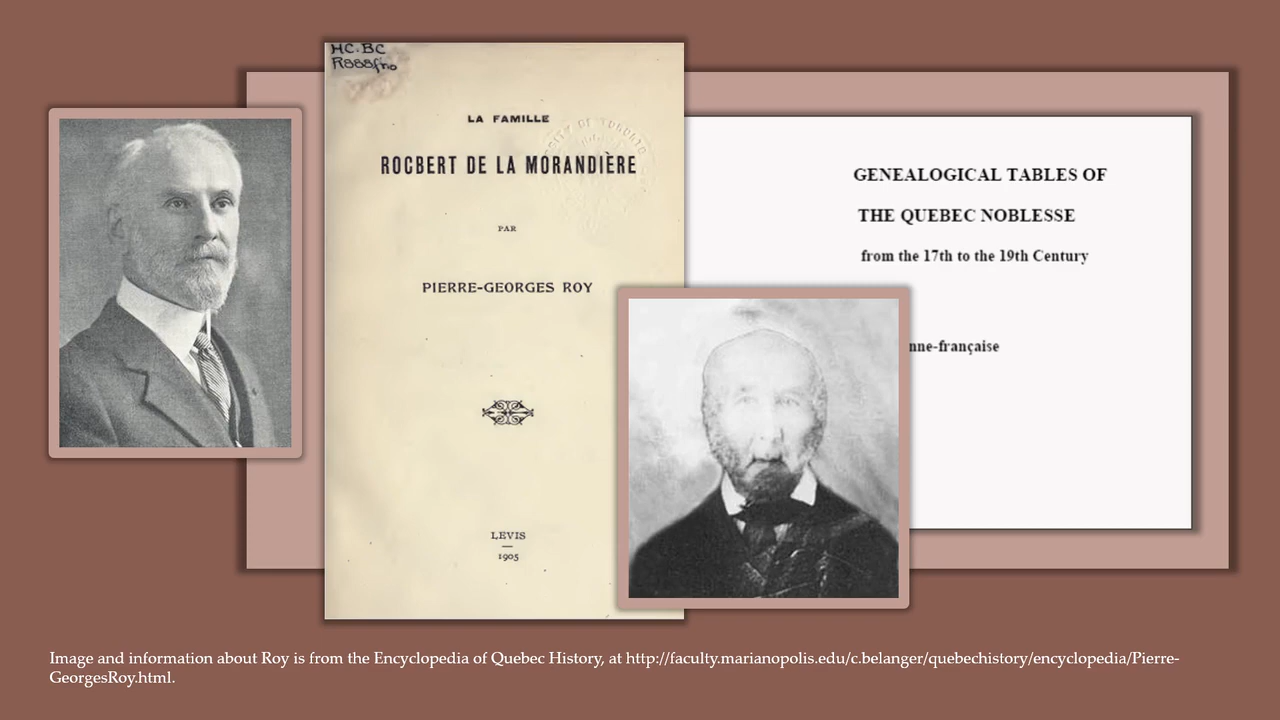 HC.BC
LA FAMILLE
ROCBERT DE LA MORANDIÈRE
PAR
PIERRE-GEORGES ROY
LÉVIS
1905
GENEALOGICAL TABLES OF
THE QUEBEC NOBLESSE
from the 17th to the 19th Century
nne-française
Image and information about Roy is from the Encyclopedia of Quebec History, at http://faculty.marianopolis.edu/c.belanger/quebechistory/encyclopedia/Pierre-
GeorgesRoy.html.